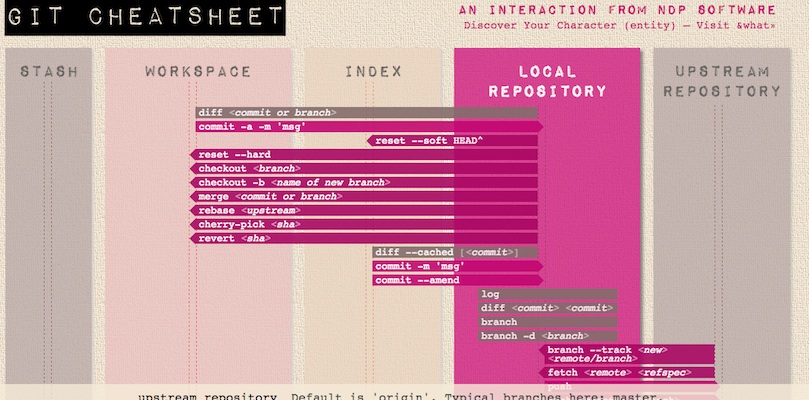 GIT CHEATSHEET
AN INTERACTION FROM NDP SOFTWARE
Discover Your Character (entity) — Visit &what»
STASH
WORKSPACE
INDEX
LOCAL
REPOSITORY
UPSTREAM
REPOSITORY
diff <commit or branch>
commit -a -m 'msg'
reset --soft HEAD^
reset --hard
checkout <branch>
checkout -b <name of new branch>
merge <commit or branch>
rebase <upstream>
cherry-pick <sha>
revert <sha>
diff --cached [<commit>]
commit -m 'msg'
commit --amend
log
diff <commit> <commit>
branch
branch -d <branch>
branch --track <new>
<remote/branch>
fetch <remote> <refspec>
push
upstream repository. Default is 'origin'. Typical branches here: master,